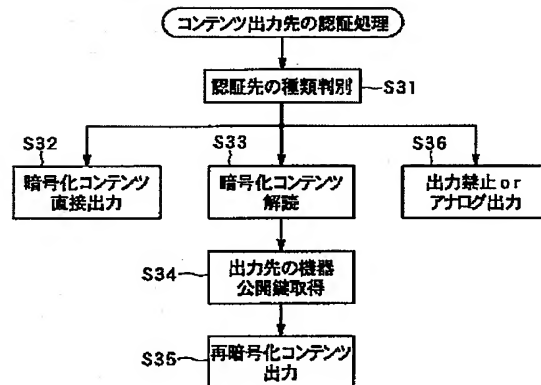 コンテンツ出力先の認証処理
認証先の種類判別
S31
S32
S33
S36
暗号化コンテンツ
直接出力
暗号化コンテンツ
解読
出力禁止or
アナログ出力
S34
出力先の機器
公開鍵取得
S35
再暗号化コンテンツ
出力